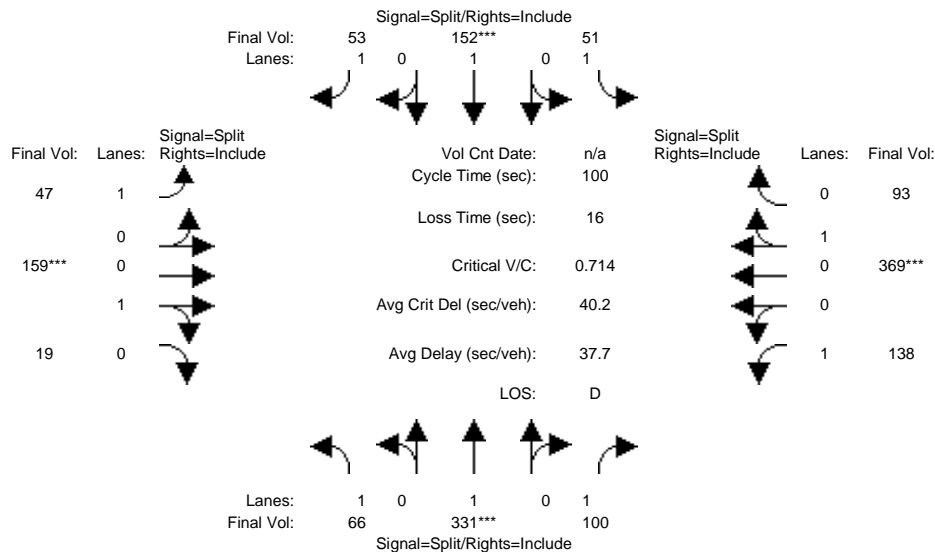 Signal=Split/Rights=Include
Final Vol: 53 152*** 51
Lanes: 1 0 1 0 1
Signal=Split
Final Vol: Lanes: Rights=Include
Vol Cnt Date: n/a
Signal=Split
Rights=Include Lanes: Final Vol:
Cycle Time (sec): 100
47 1 0 93
Loss Time (sec): 16
0 1
159*** 0 Critical V/C: 0.714 0 369***
1 Avg Crit Del (sec/veh): 40.2 0
19 0 Avg Delay (sec/veh): 37.7 1 138
LOS: D
Lanes: 1 0 1 0 1
Final Vol: 66 331*** 100
Signal=Split/Rights=Include